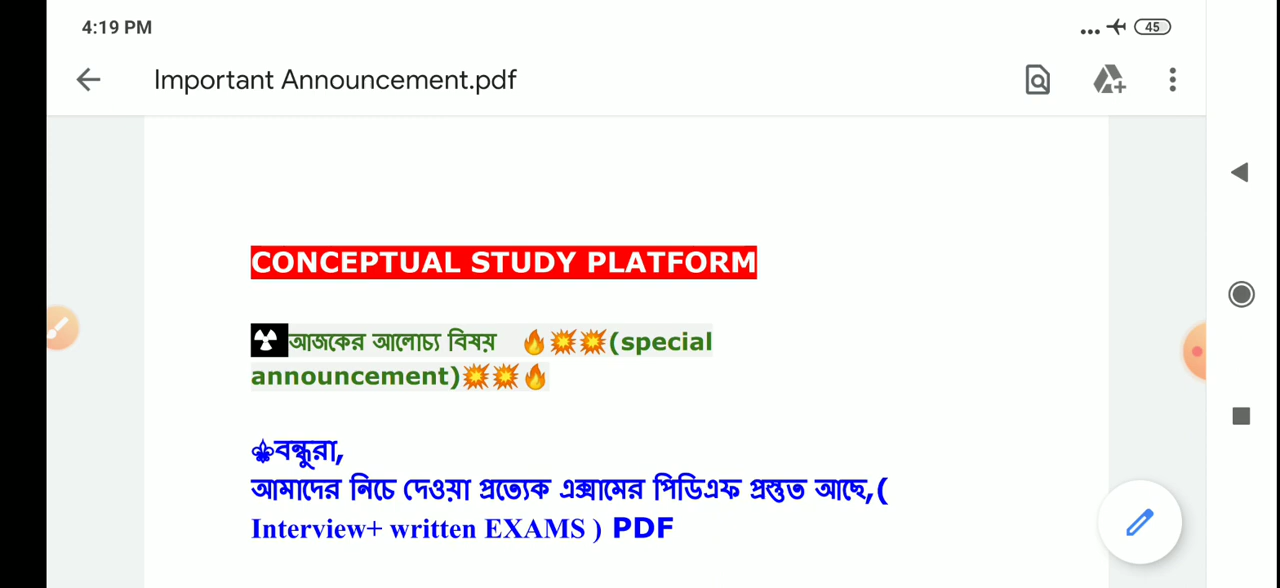 4:19 PM
45
Important Announcement.pdf
CONCEPTUAL STUDY PLATFORM
☢আজকের আলোচ্য বিষয় 🔥💥💥(special
announcement)💥💥🔥
⚜বন্ধুরা,
আমাদের নিচে দেওয়া প্রত্যেক এক্সামের পিডিএফ প্রস্তুত আছে,(
Interview+ written EXAMS ) PDF